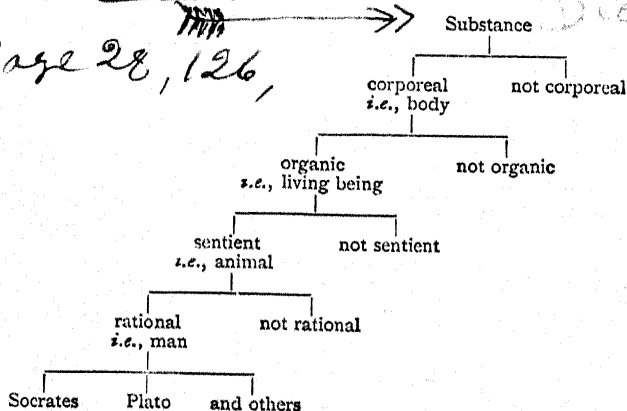 Substance
page 28, 126,
corporeal not corporeal
i.e., body
organic not organic
i.e., living being
sentient not sentient
i.e., animal
rational not rational
i.e., man
Socrates Plato and others